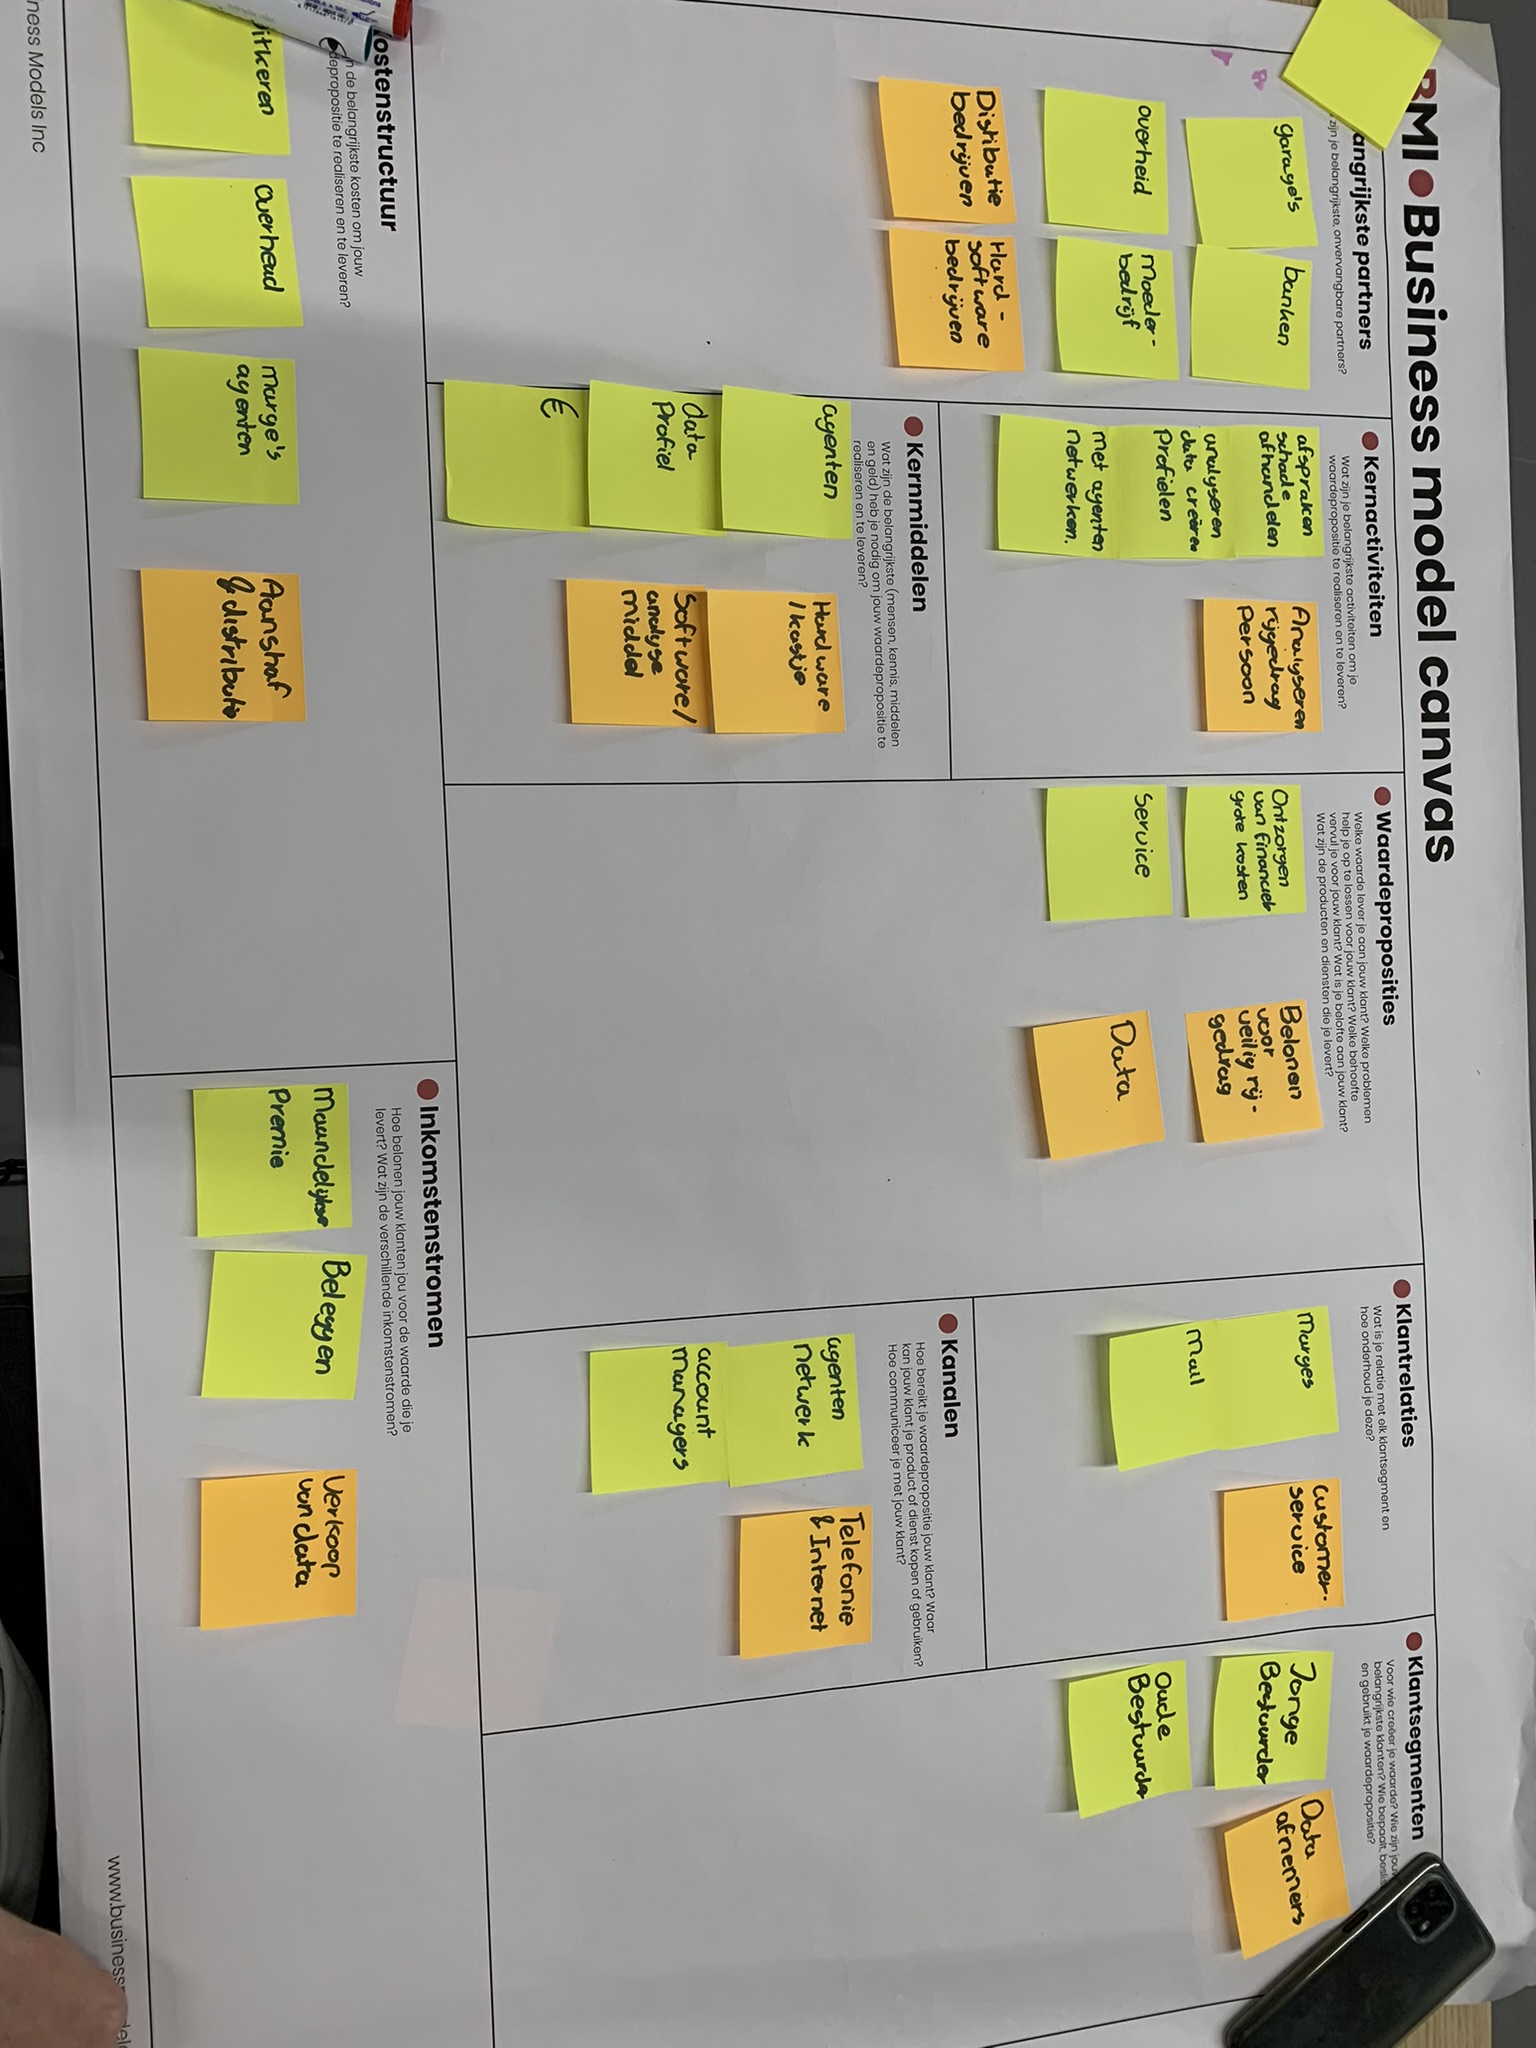 BMI Business model canvas
angrijkste partners
zijn je belangrijkste, onvervangbare partners?
garage's
banken
overheid
Moeder-
bedrijf
Distibutie
bedrijven
Hard-
software
bedrijven
Kernactiviteiten
Wat zijn je belangrijkste activiteiten om je
waardepropositie te realiseren en te leveren?
afspraken
schade
afhandelen
analyseren
data creëren
Profielen
met agenten
netwerken.
Analyseren
rijgedrag
Persoon
Kernmiddelen
Wat zijn de belangrijkste (mensen, kennis, middelen
en geld) heb je nodig om jouw waardepropositie te
realiseren en te leveren?
agenten
data
Profiel
€
Hardware
/kastje
Software/
analyse
middel
Waardeproposities
Welke waarde lever je aan jouw klant? Welke problemen
help je op te lossen voor jouw klant? Welke behoefte
vervul je voor jouw klant? Wat is je belofte aan jouw klant?
Wat zijn de producten en diensten die je levert?
Ontzorgen
van financiele
grote kosten
Service
Belonen
voor
veilig rij-
gedrag
Data
Klantrelaties
Wat is je relatie met elk klantsegment en
hoe onderhoud je deze?
Marges
Mail
customer.
service
Kanalen
Hoe bereikt je waardepropositie jouw klant? Waar
kan jouw klant je product of dienst kopen of gebruiken?
Hoe communiceer je met jouw klant?
agenten
netwerk
account
managers
Telefonie
& Internet
Klantsegmenten
Voor wie creëer je waarde? Wie zijn jouw
belangrijkste klanten? Wie bepaalt, beslis
en gebruikt je waardepropositie?
Jonge
Bestuurder
Oude
Bestuurder
Data
afnemers
ostenstructuur
n de belangrijkste kosten om jouw
depropositie te realiseren en te leveren?
itkeren
Overhead
marge's
agenten
Aanshaf
& distributie
Inkomstenstromen
Hoe belonen jouw klanten jou voor de waarde die je
levert? Wat zijn de verschillende inkomstenstromen?
Maandelijkse
Premie
Beleggen
Verkoop
van data
www.business
ness Models Inc